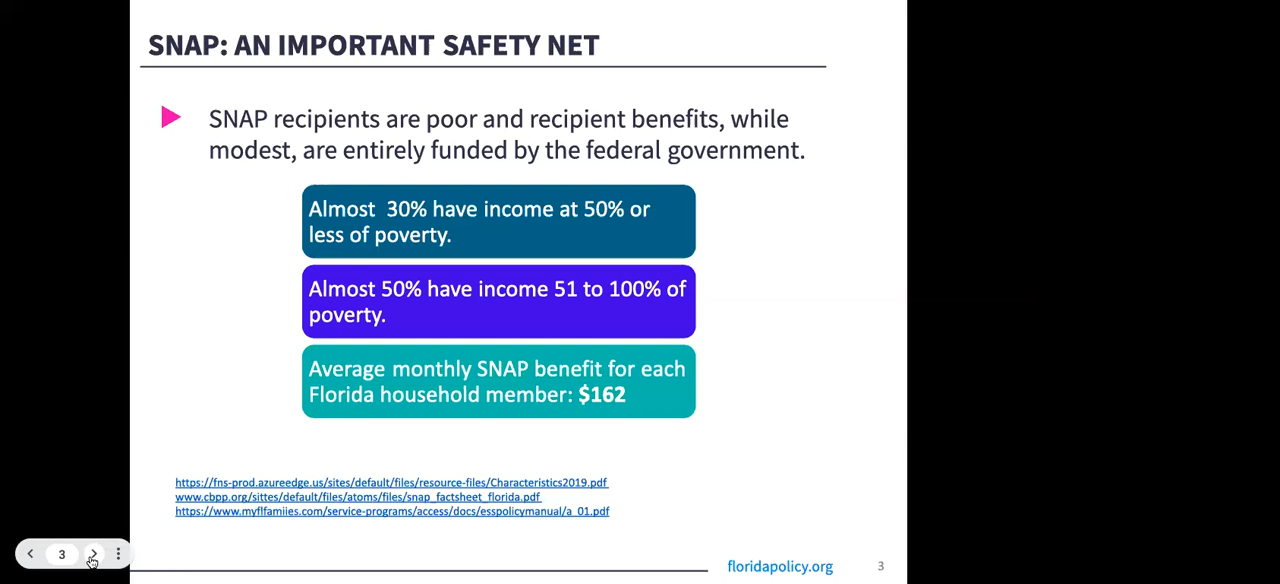 SNAP: AN IMPORTANT SAFETY NET
SNAP recipients are poor and recipient benefits, while
modest, are entirely funded by the federal government.
Almost  30% have income at 50% or
less of poverty.
Almost 50% have income 51 to 100% of
poverty.
Average monthly SNAP benefit for each
Florida household member: $162
https://fns-prod.azureedge.us/sites/default/files/resource-files/Characteristics2019.pdf
www.cbpp.org/sittes/default/files/atoms/files/snap_factsheet_florida.pdf
https://www.myflfamiies.com/service-programs/access/docs/esspolicymanual/a_01.pdf
3
floridapolicy.org
3